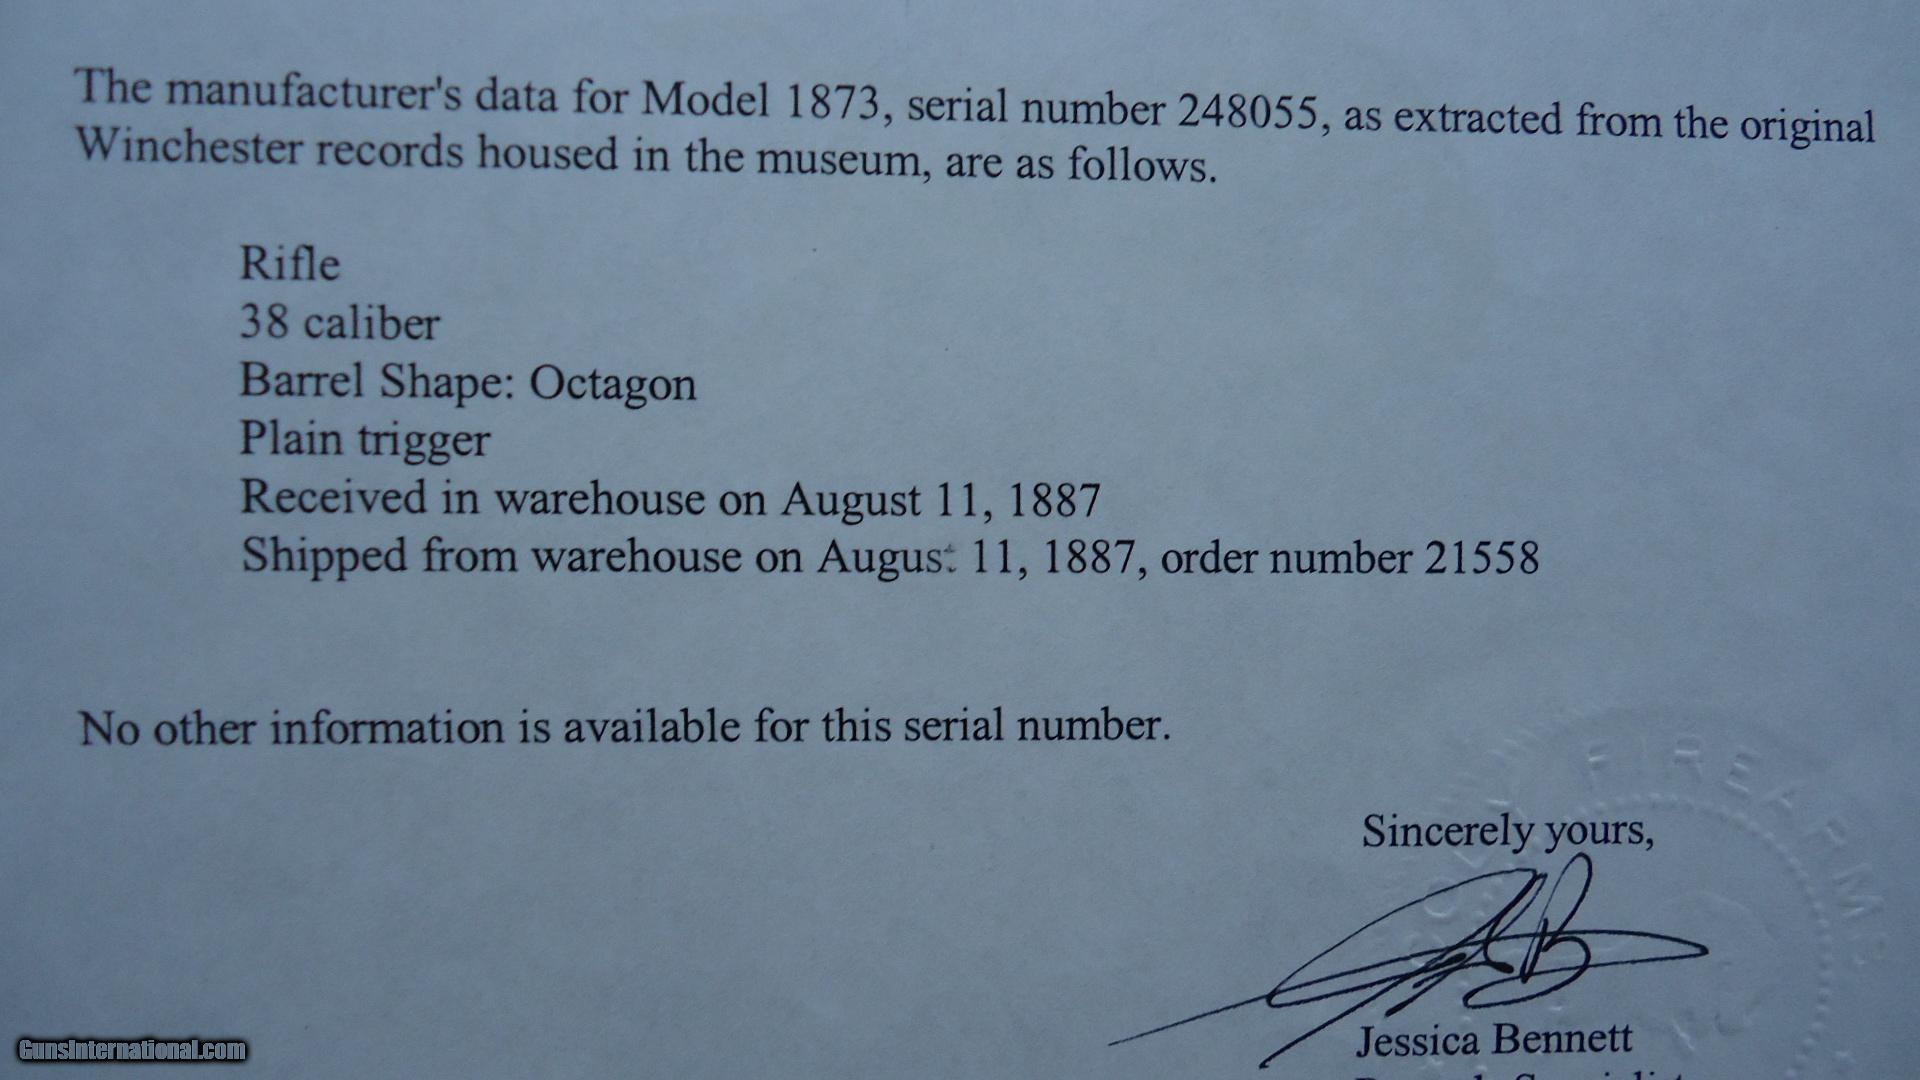 The manufacturer's data for Model 1873, serial number 248055, as extracted from the original
Winchester records housed in the museum, are as follows.
Rifle
38 caliber
Barrel Shape: Octagon
Plain trigger
Received in warehouse on August 11, 1887
Shipped from warehouse on August 11, 1887, order number 21558
No other information is available for this serial number.
FIREARMS
Sincerely yours,
Jessica Bennett
GunsInternational.com